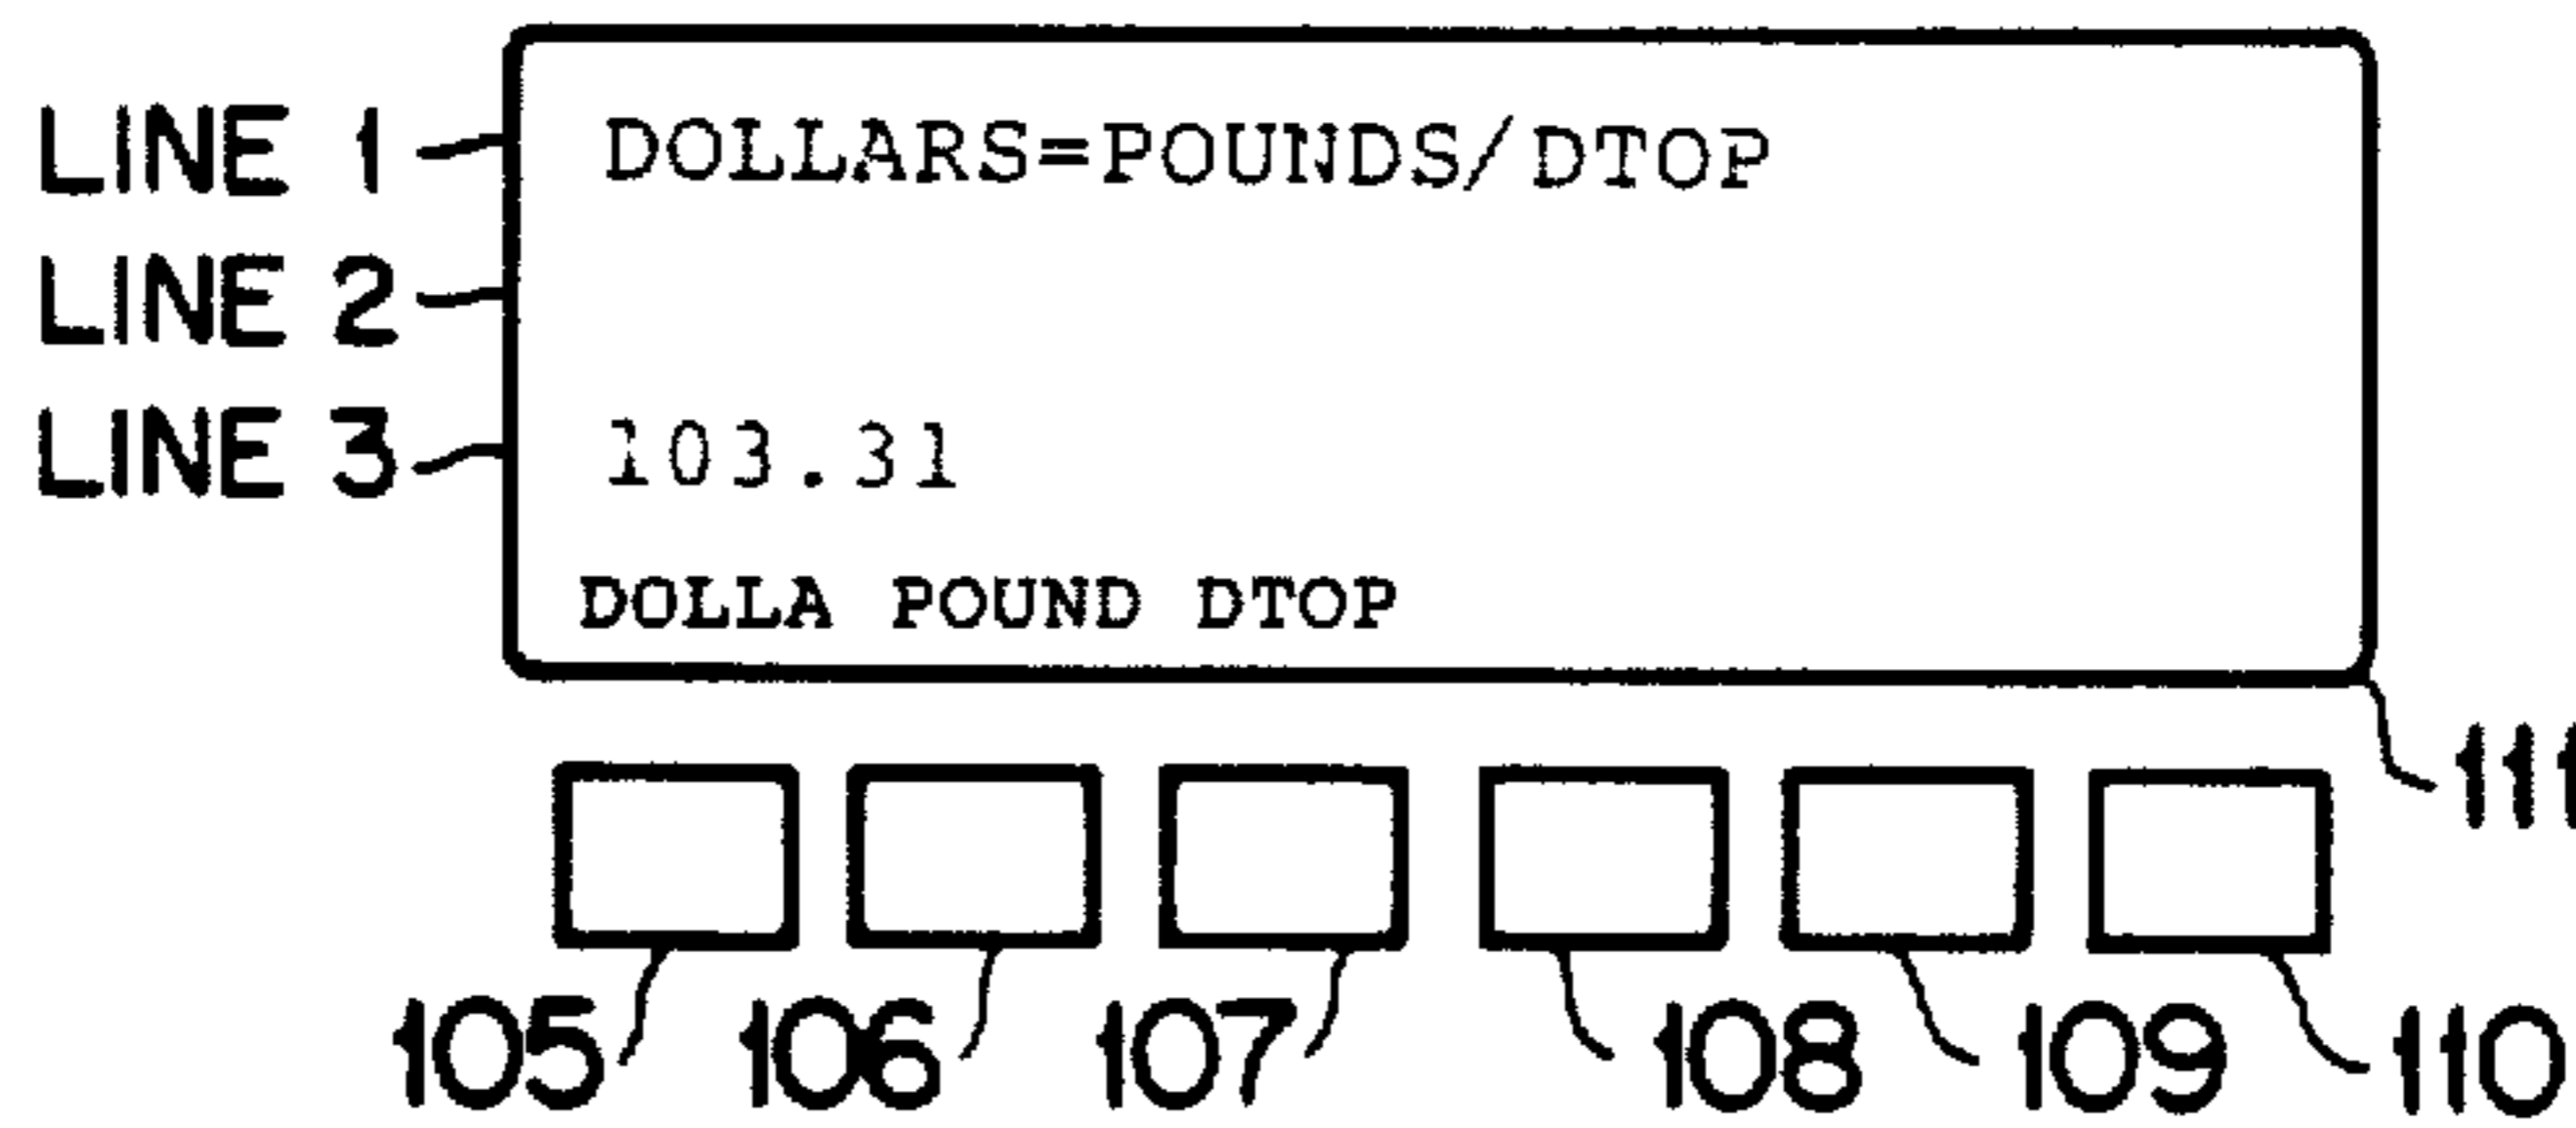 LINE 1 DOLLARS=POUNDS/DTOP
LINE 2
LINE 3 103.31
DOLLA POUND DTOP
111
105 106 107 108 109 110